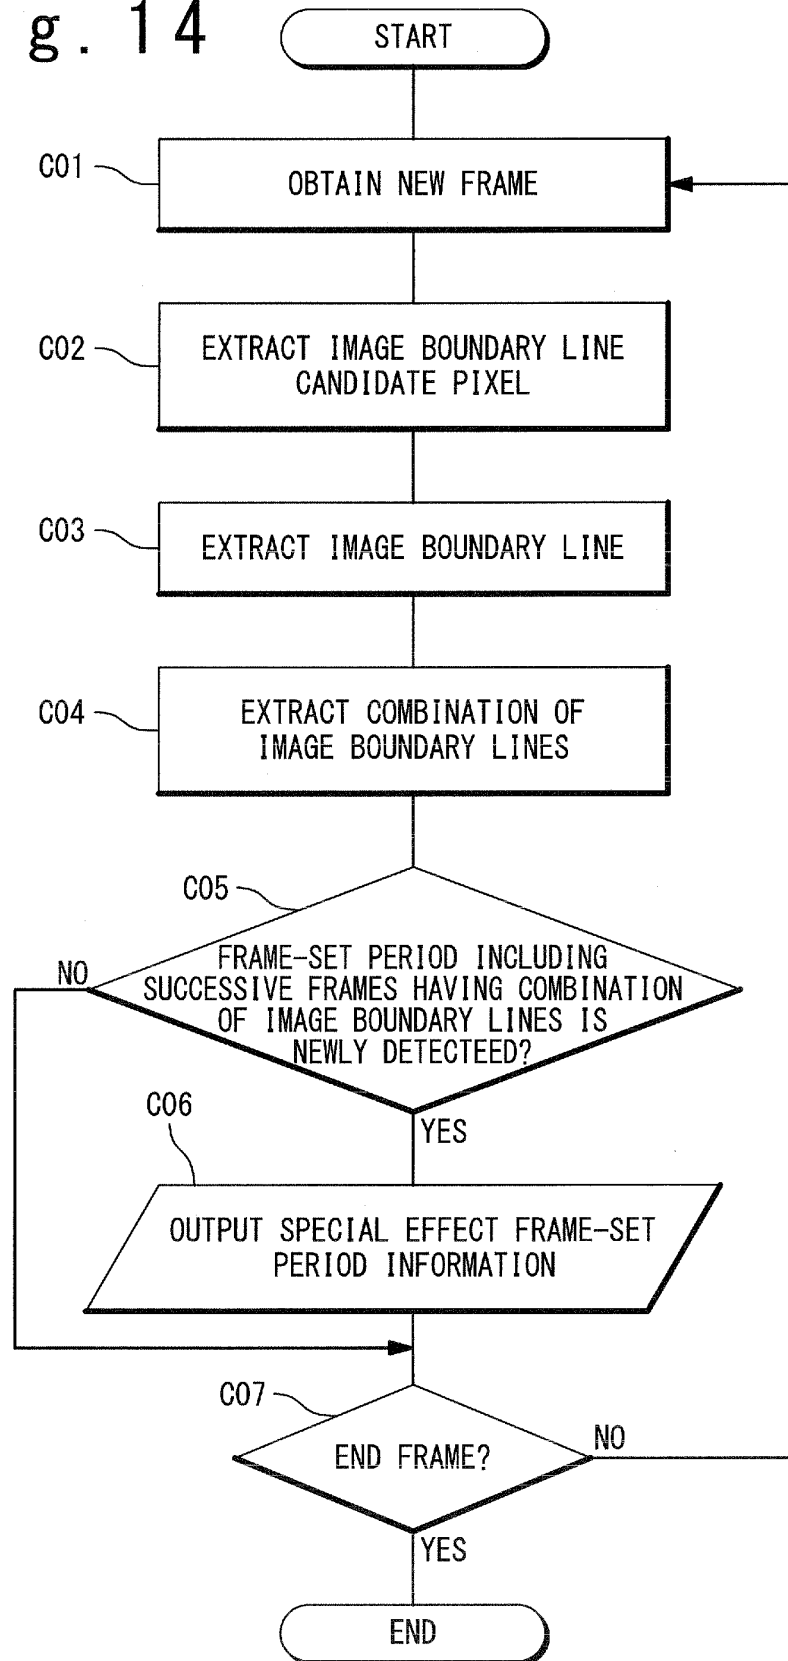 g. 14
START
C01
OBTAIN NEW FRAME
C02
EXTRACT IMAGE BOUNDARY LINE
CANDIDATE PIXEL
C03
EXTRACT IMAGE BOUNDARY LINE
C04
EXTRACT COMBINATION OF
IMAGE BOUNDARY LINES
C05
FRAME-SET PERIOD INCLUDING
SUCCESSIVE FRAMES HAVING COMBINATION
OF IMAGE BOUNDARY LINES IS
NEWLY DETECTEED?
NO
YES
C06
OUTPUT SPECIAL EFFECT FRAME-SET
PERIOD INFORMATION
C07
END FRAME?
NO
YES
END